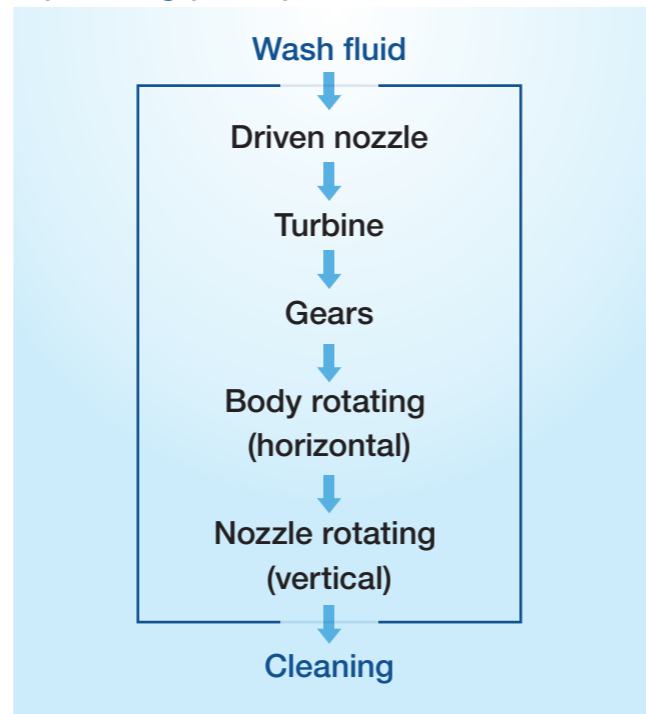 Wash fluid
Driven nozzle
Turbine
Gears
Body rotating
(horizontal)
Nozzle rotating
(vertical)
Cleaning